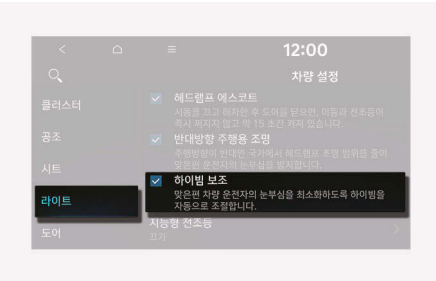 12:00
차량 설정
클러스터
공조
시트
라이트
도어
헤드램프 에스코트
시동을 끄고 하차한 후 도어를 닫으면, 미등과 전조등이
즉시 꺼지지 않고 약 15 초간 켜져 있습니다.
반대방향 주행용 조명
주행방향이 반대인 국가에서 헤드램프 조명 범위를 줄여
맞은편 운전자의 눈부심을 방지합니다.
하이빔 보조
맞은편 차량 운전자의 눈부심을 최소화하도록 하이빔을
자동으로 조절합니다.
지능형 전조등
끄기